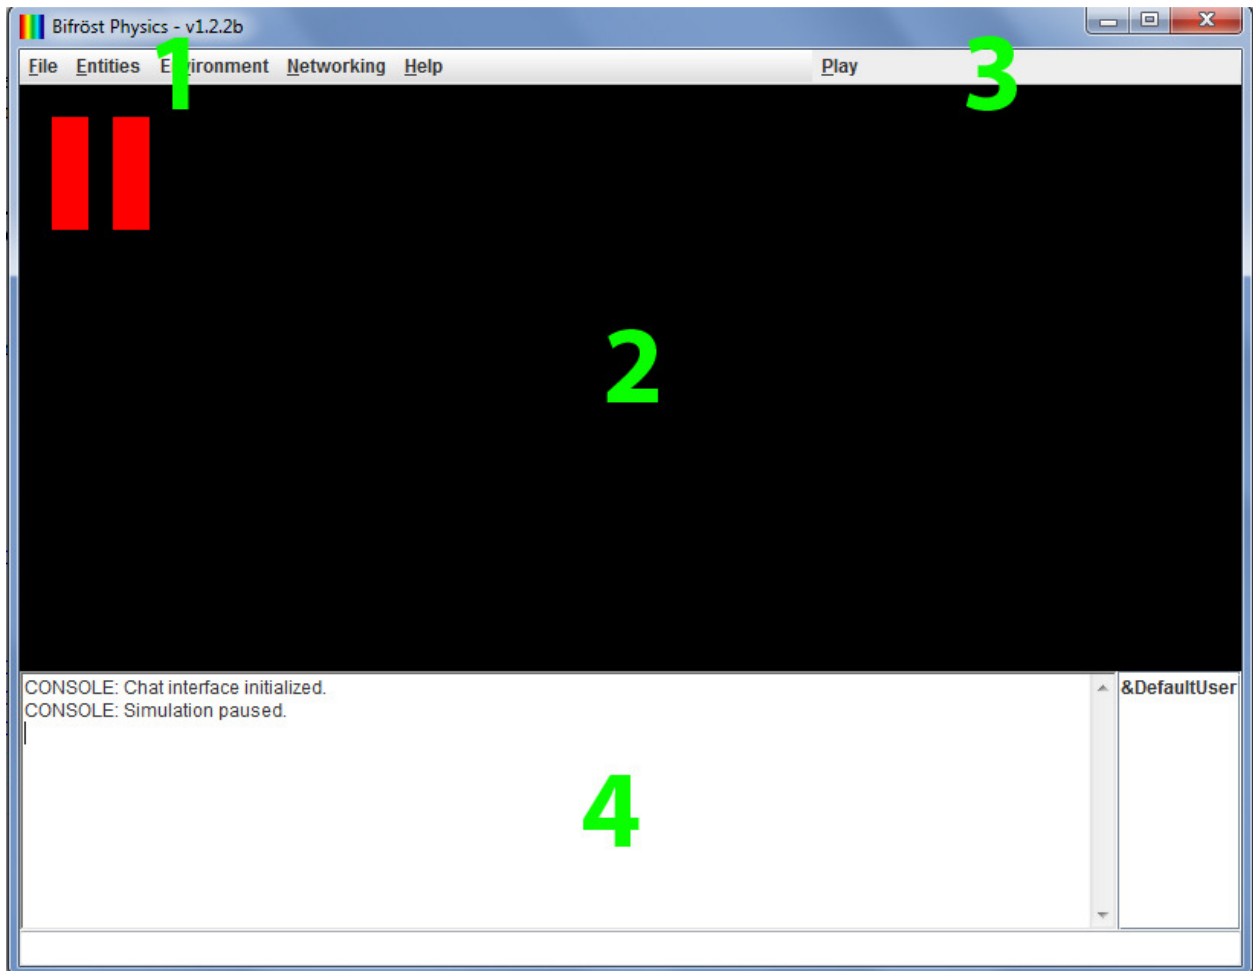 Bifröst Physics - v1.2.2b
File Entities Environment Networking Help Play
1
3
2
CONSOLE: Chat interface initialized.
CONSOLE: Simulation paused.
&DefaultUser
4